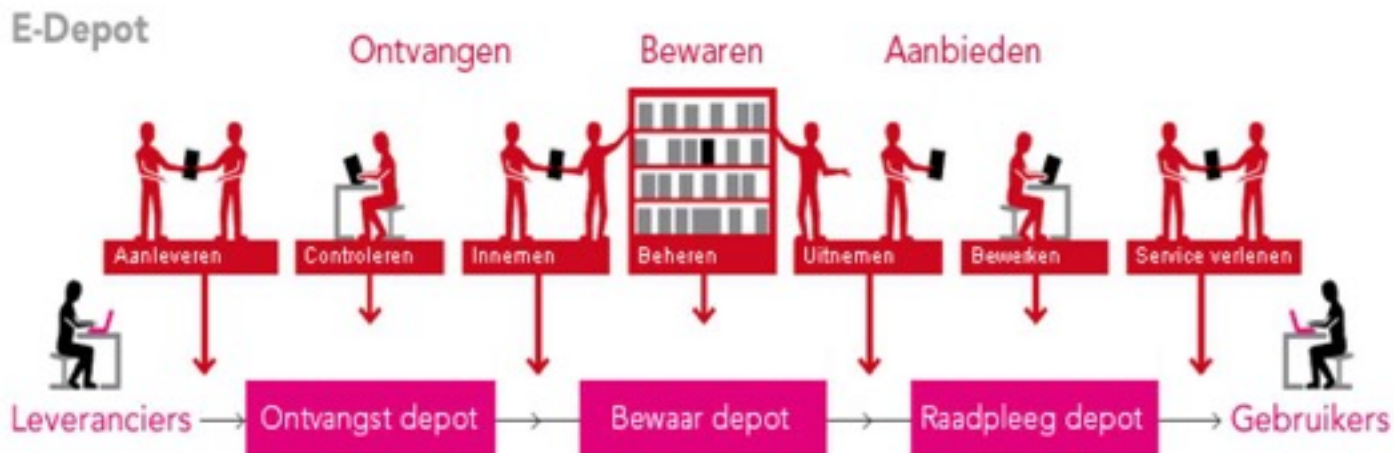 E-Depot
Ontvangen Bewaren Aanbieden
Aanleveren Controleren Innemen Beheren Uitnemen Bewerken Service verlenen
Leveranciers Ontvangst depot Bewaar depot Raadpleeg depot Gebruikers